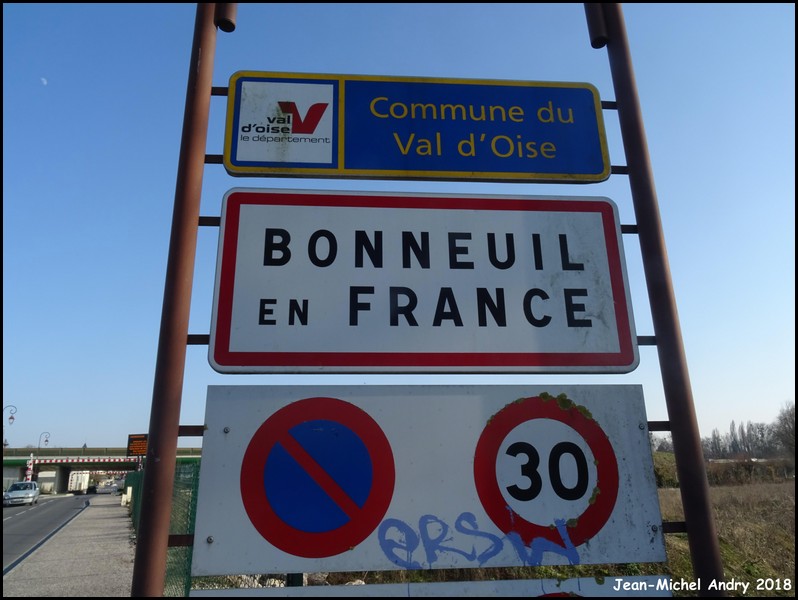 val
d'oise
le département
Commune du
Val d'Oise
BONNEUIL
EN FRANCE
30
Jean-Michel Andry 2018